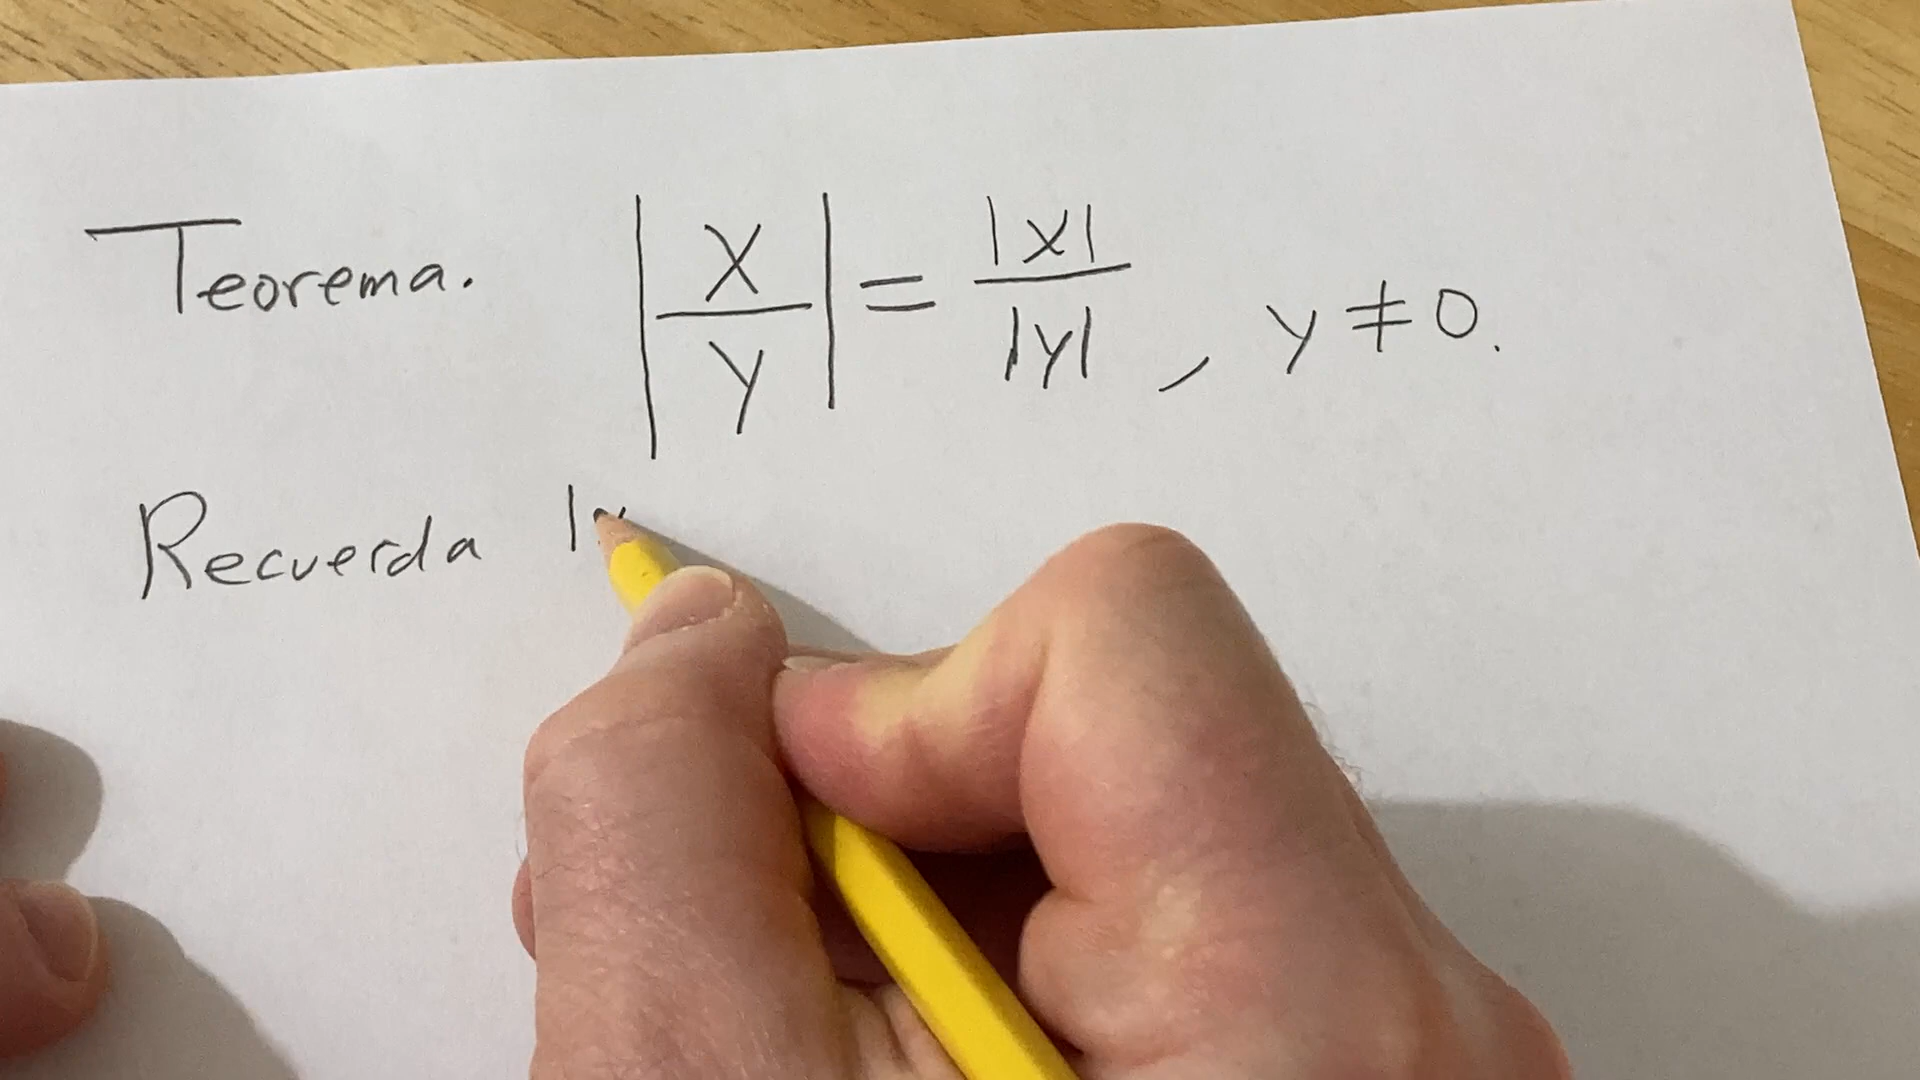 Teorema. |x/y| = |x|/|y|, y ≠ 0.
Recuerda |